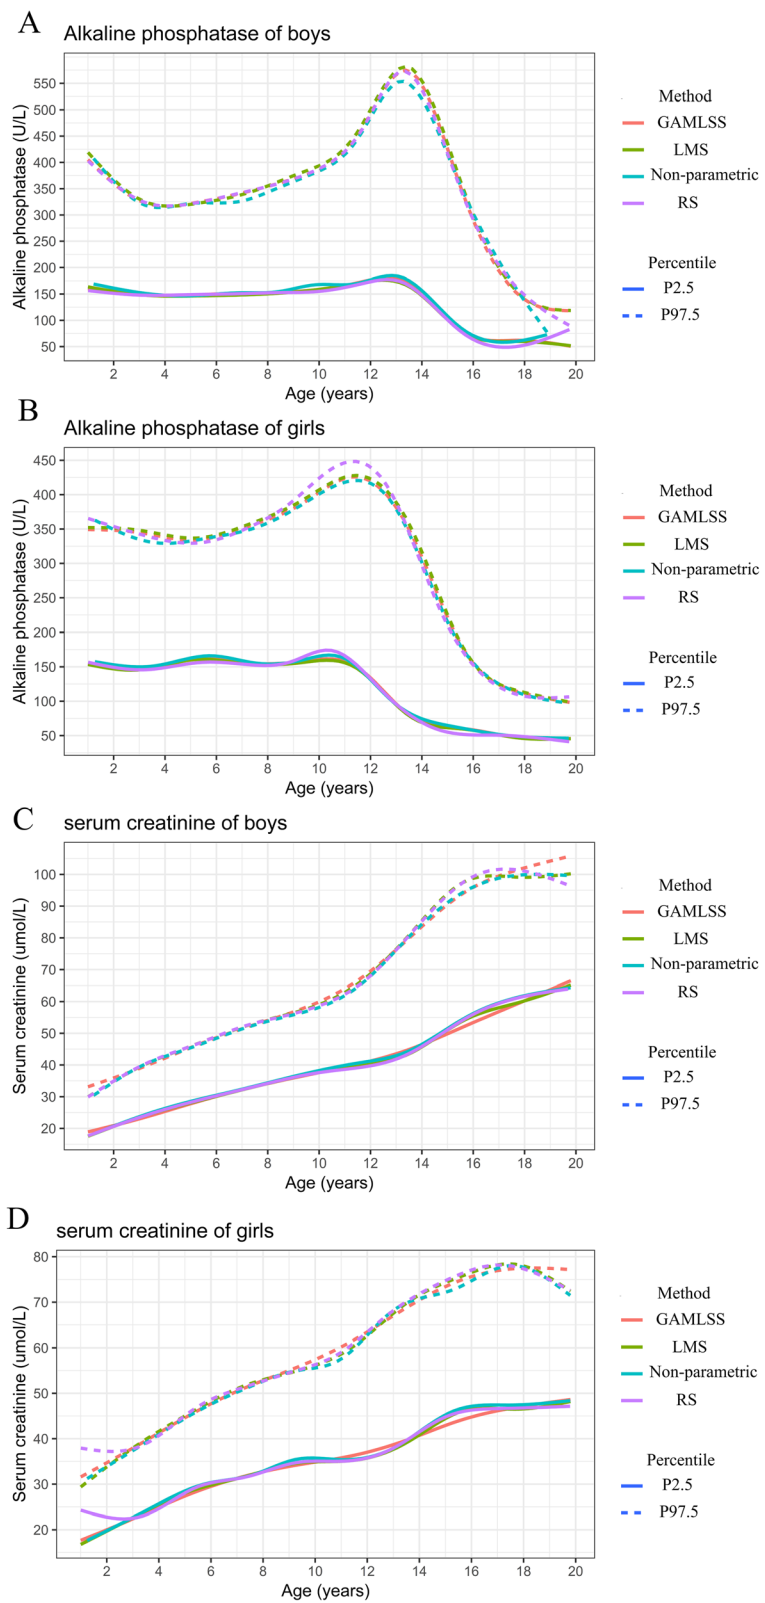 A
Alkaline phosphatase of boys
Alkaline phosphatase (U/L)
550
500
450
400
350
300
250
200
150
100
50
2 4 6 8 10 12 14 16 18 20
Age (years)
Method
GAMLSS
LMS
Non-parametric
RS
Percentile
P2.5
P97.5
B
Alkaline phosphatase of girls
Alkaline phosphatase (U/L)
450
400
350
300
250
200
150
100
50
2 4 6 8 10 12 14 16 18 20
Age (years)
Method
GAMLSS
LMS
Non-parametric
RS
Percentile
P2.5
P97.5
C
serum creatinine of boys
Serum creatinine (umol/L)
100
90
80
70
60
50
40
30
20
2 4 6 8 10 12 14 16 18 20
Age (years)
Method
GAMLSS
LMS
Non-parametric
RS
Percentile
P2.5
P97.5
D
serum creatinine of girls
Serum creatinine (umol/L)
80
70
60
50
40
30
20
2 4 6 8 10 12 14 16 18 20
Age (years)
Method
GAMLSS
LMS
Non-parametric
RS
Percentile
P2.5
P97.5